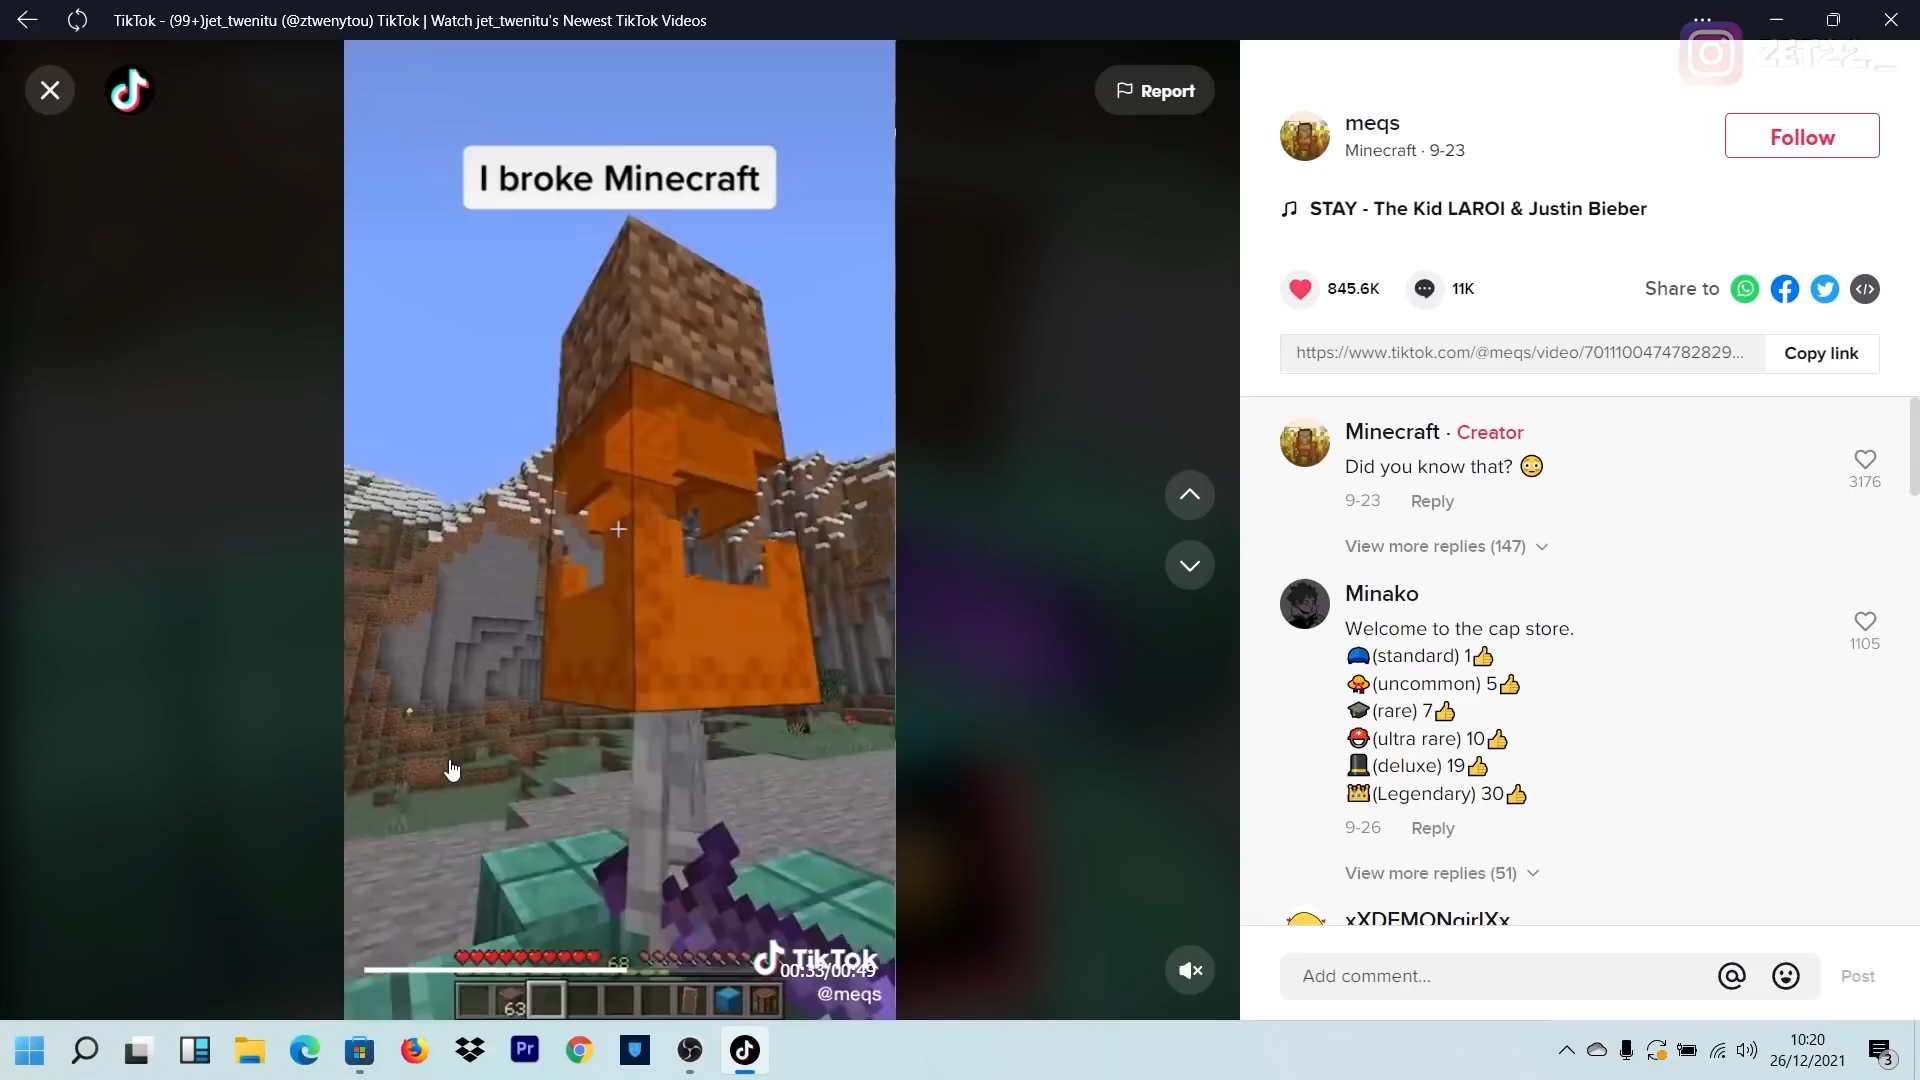 TikTok - (99+)jet_twenitu (@ztwenytou) TikTok | Watch jet_twenitu's Newest TikTok Videos
ZET22._
Report
I broke Minecraft
68
63
TikTok
00:33/00:49
@meqs
meqs
Minecraft · 9-23
Follow
STAY - The Kid LAROI & Justin Bieber
845.6K
11K
Share to
https://www.tiktok.com/@meqs/video/7011100474782829...
Copy link
Minecraft · Creator
Did you know that? 😳
3176
9-23 Reply
View more replies (147)
Minako
Welcome to the cap store.
🧢(standard) 1👍
👒(uncommon) 5👍
🎓(rare) 7👍
⛑(ultra rare) 10👍
🎩(deluxe) 19👍
👑(Legendary) 30👍
1105
9-26 Reply
View more replies (51)
xXDEMONgirlXx
Add comment...
Post
Pr
10:20
26/12/2021
3